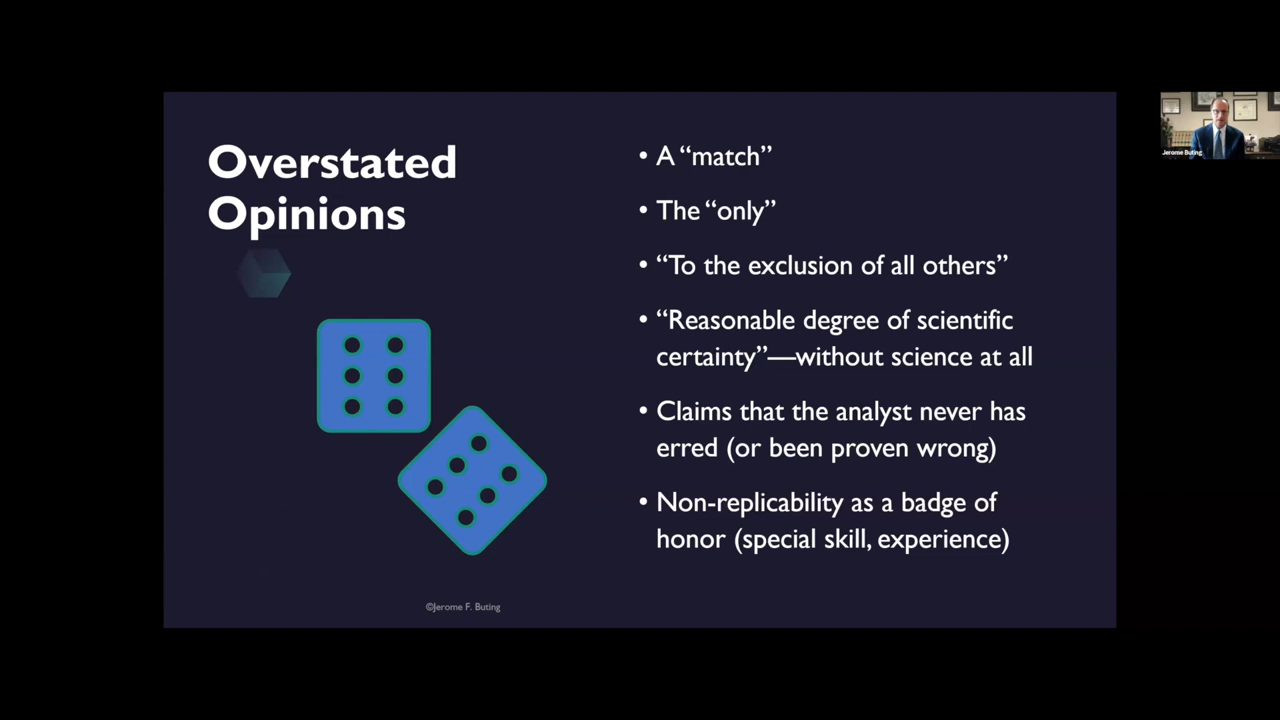 Overstated
Opinions
• A “match”
• The “only”
• “To the exclusion of all others”
• “Reasonable degree of scientific
certainty”—without science at all
• Claims that the analyst never has
erred (or been proven wrong)
• Non-replicability as a badge of
honor (special skill, experience)
©Jerome F. Buting
Jerome Buting